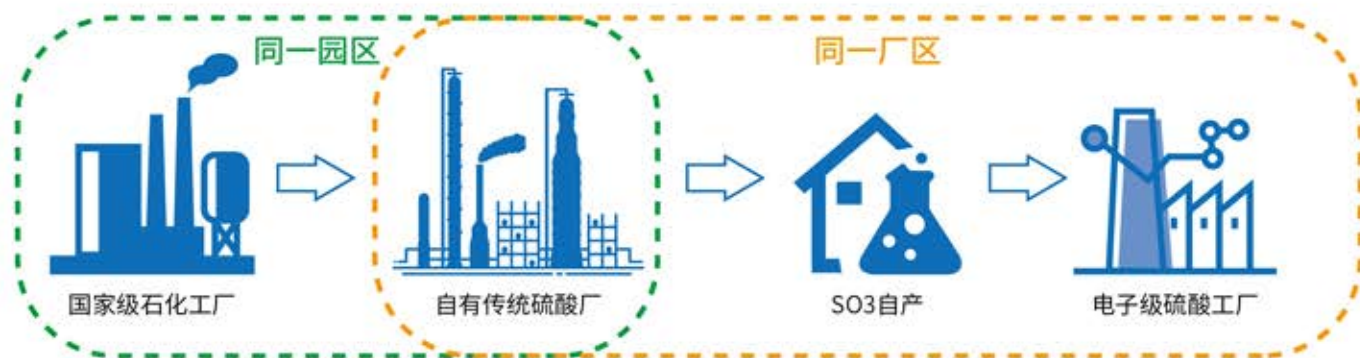 同一园区
同一厂区
国家级石化工厂
自有传统硫酸厂
SO3自产
电子级硫酸工厂